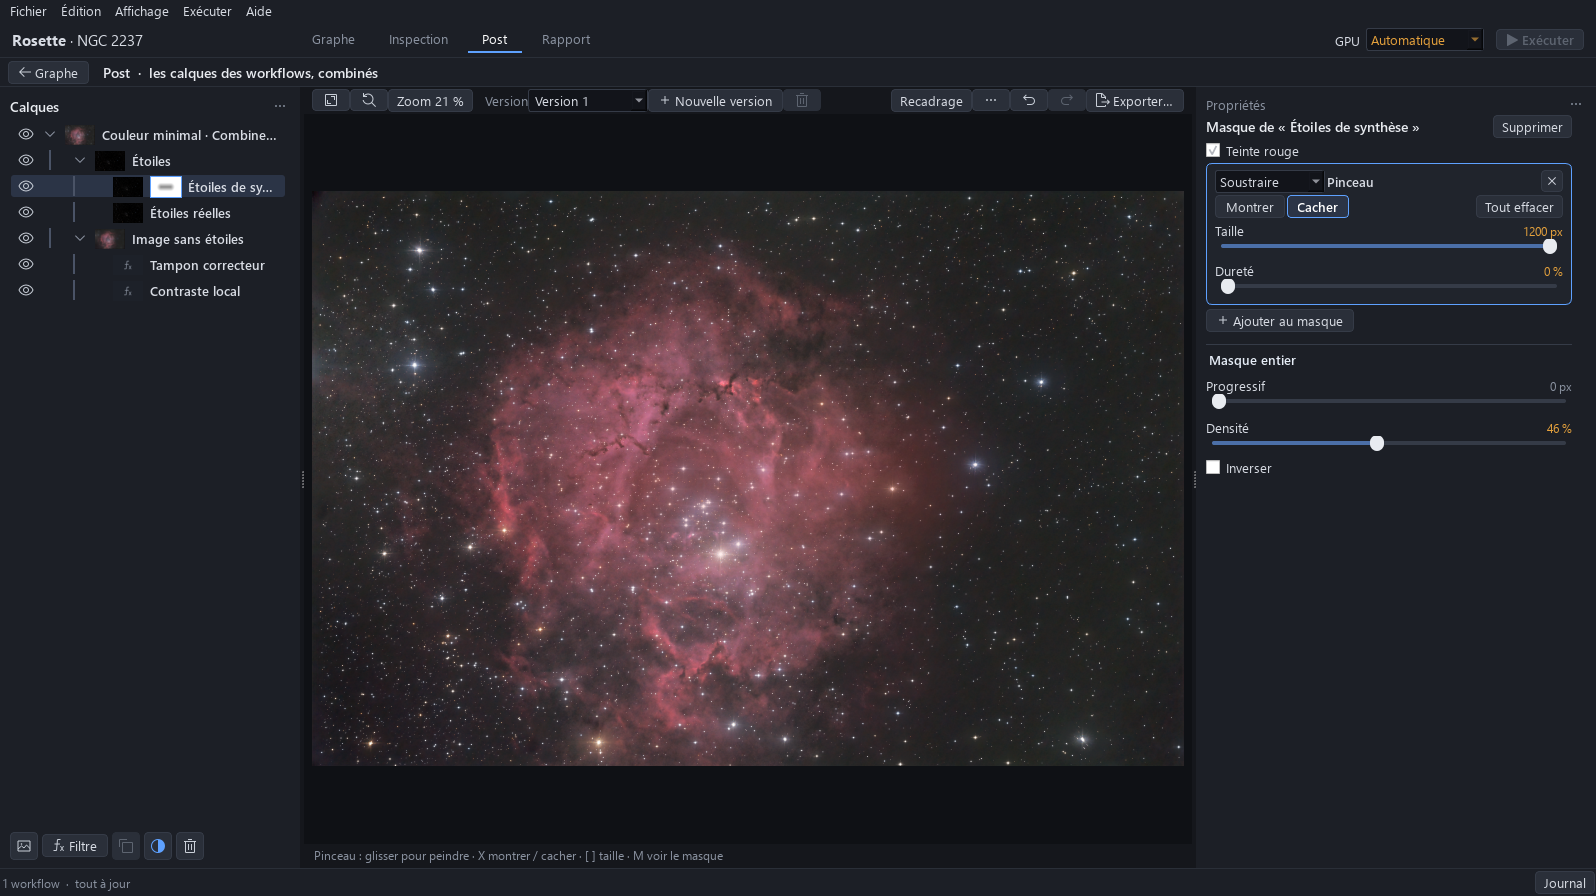 Fichier Édition Affichage Exécuter Aide
Rosette · NGC 2237
Graphe Inspection Post Rapport
GPU Automatique Exécuter
Graphe Post · les calques des workflows, combinés
Calques ···
Couleur minimal · Combine…
Étoiles
Étoiles de sy…
Étoiles réelles
Image sans étoiles
fx Tampon correcteur
fx Contraste local
fx Filtre
Zoom 21 % Version Version 1 + Nouvelle version
Recadrage ··· Exporter…
Pinceau : glisser pour peindre · X montrer / cacher · [ ] taille · M voir le masque
Propriétés ···
Masque de « Étoiles de synthèse » Supprimer
Teinte rouge
Soustraire Pinceau ×
Montrer Cacher Tout effacer
Taille 1200 px
Dureté 0 %
+ Ajouter au masque
Masque entier
Progressif 0 px
Densité 46 %
Inverser
1 workflow · tout à jour
Journal